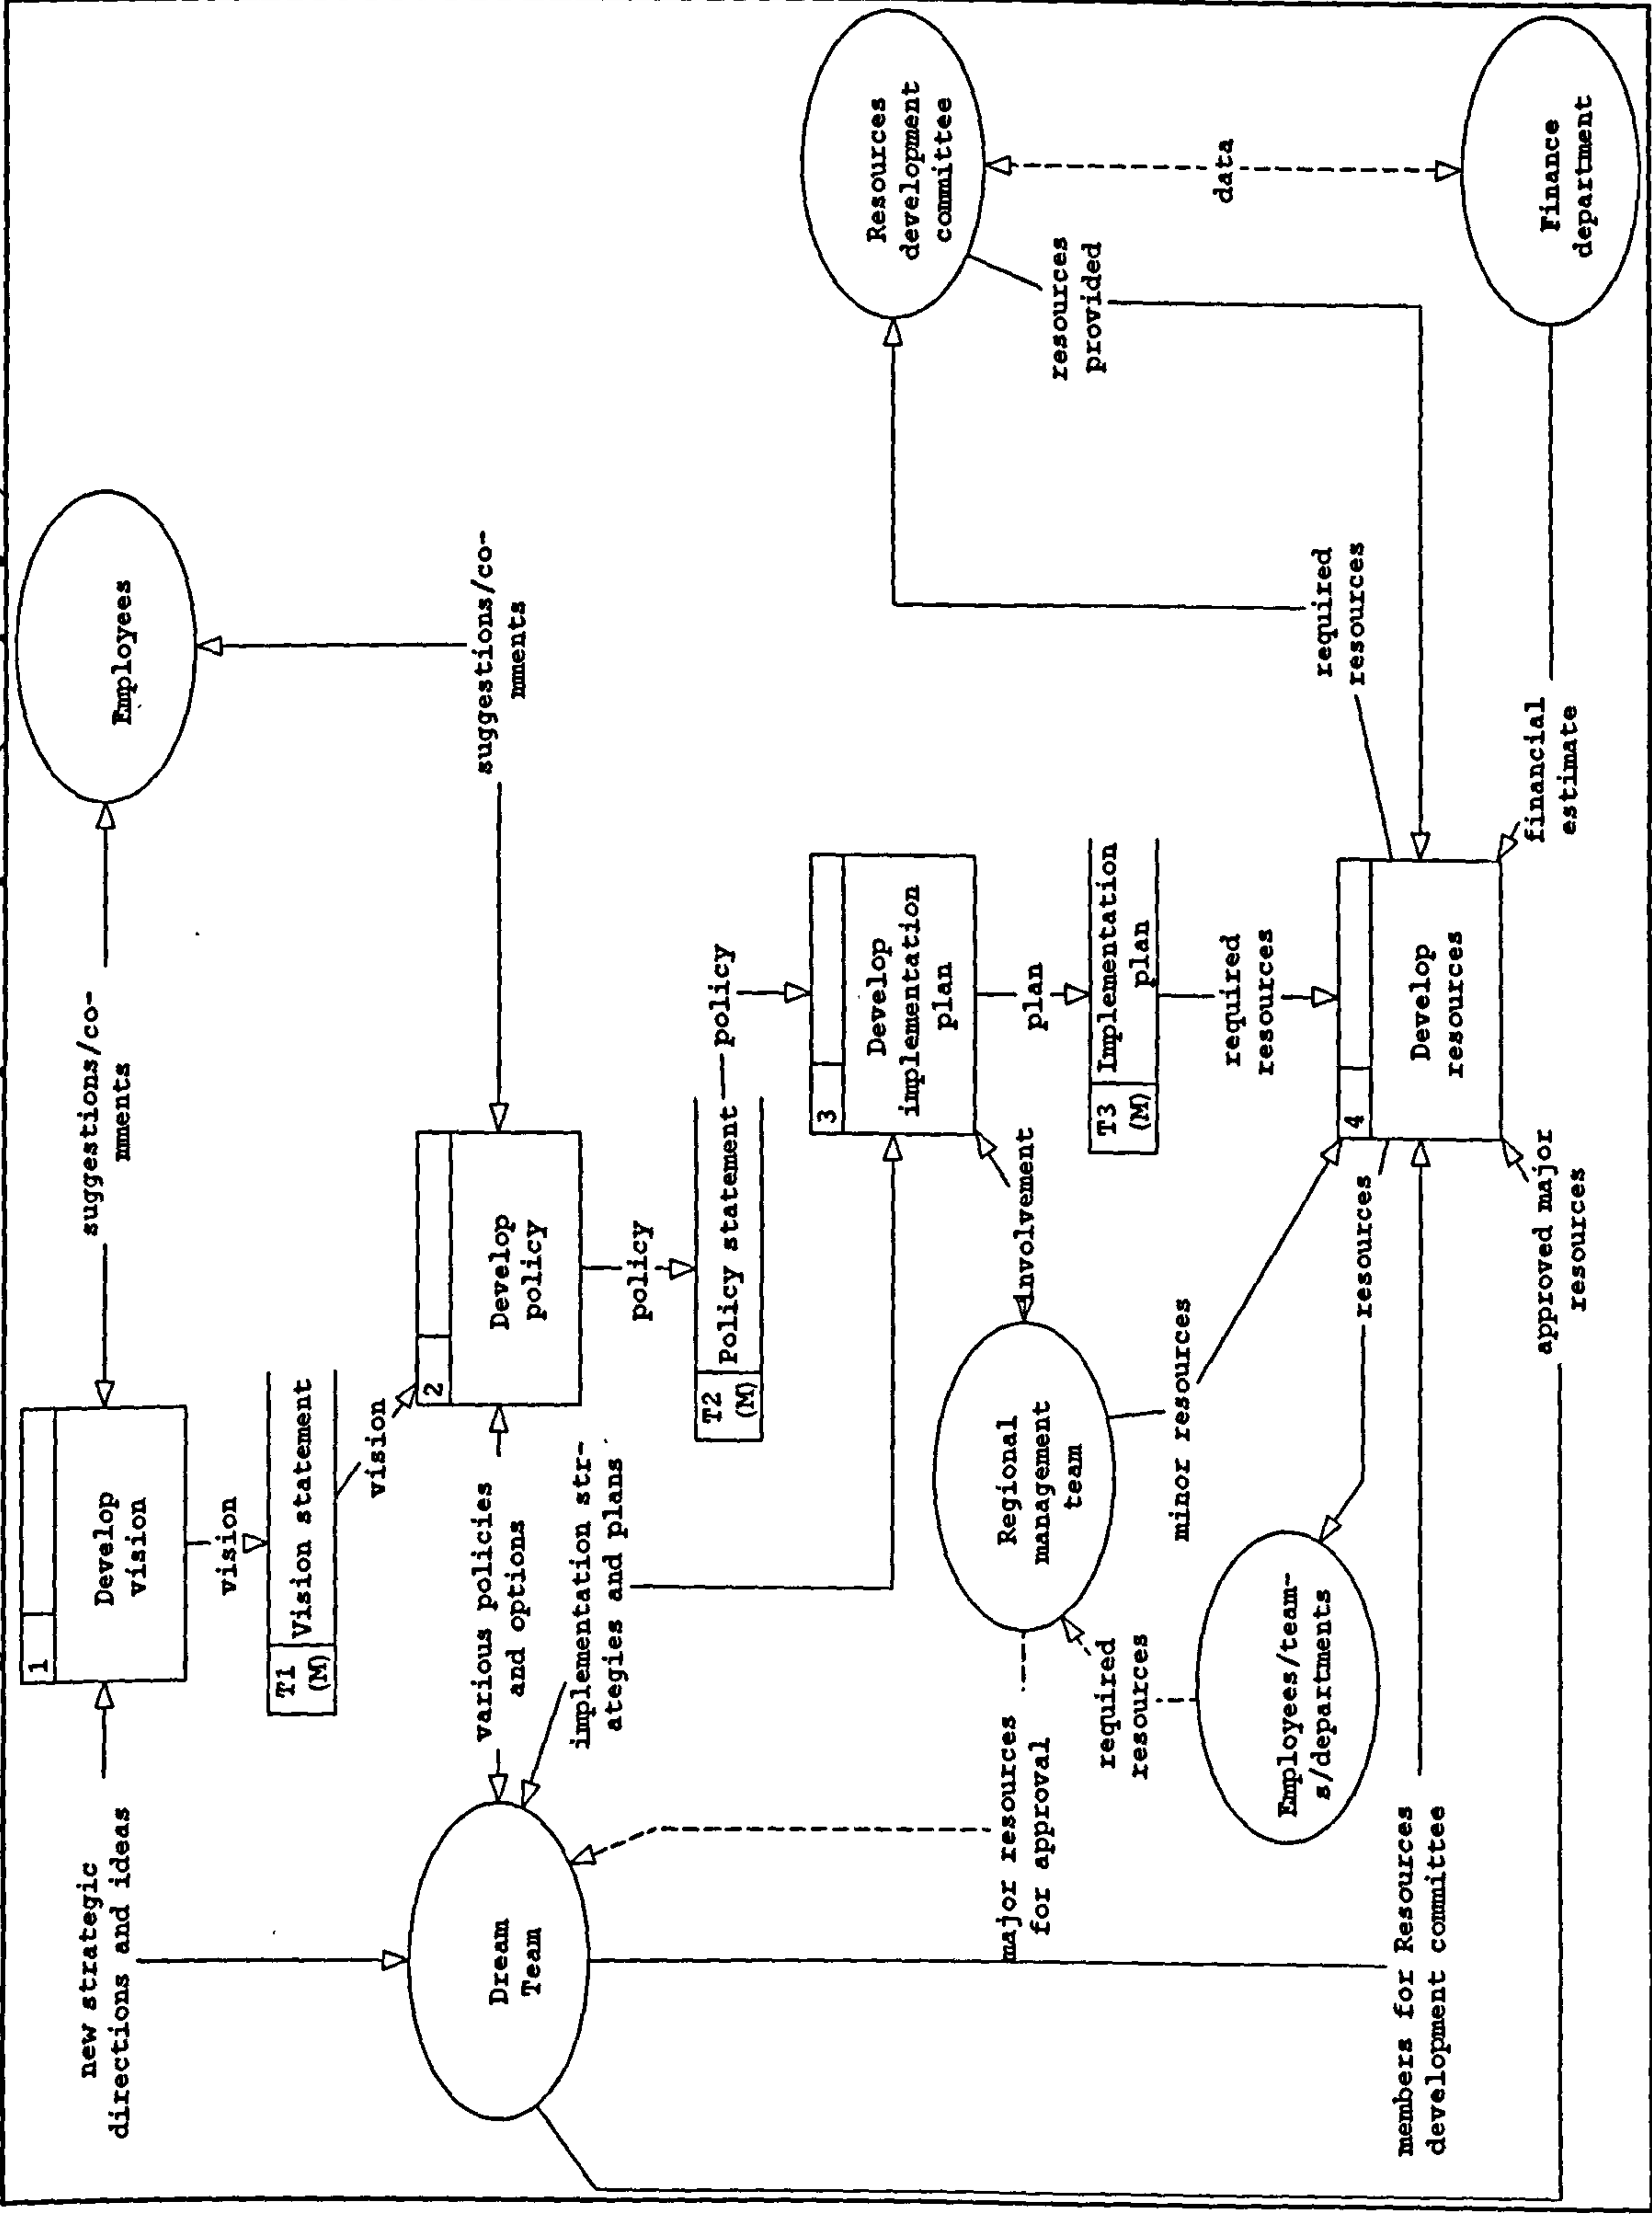 new strategic
directions and ideas
1
Develop
vision
suggestions/co-
mments
Employees
vision
T1
(M)
Vision statement
vision
Dream
Team
various policies
and options
2
Develop
policy
suggestions/co-
mments
implementation str-
ategies and plans
policy
T2
(M)
Policy statement
policy
3
Develop
implementation
plan
Resources
development
committee
major resources
for approval
Regional
management
team
involvement
plan
resources
provided
required
resources
T3
(M)
Implementation
plan
minor resources
required
resources
data
Employees/team-
s/departments
resources
4
Develop
resources
required
resources
members for Resources
development committee
approved major
resources
financial
estimate
Finance
department